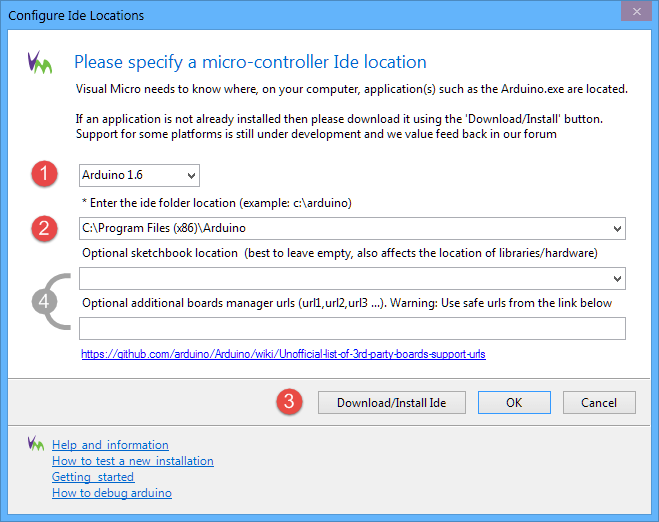 Configure Ide Locations
Please specify a micro-controller Ide location
Visual Micro needs to know where, on your computer, application(s) such as the Arduino.exe are located.
If an application is not already installed then please download it using the 'Download/Install' button.
Support for some platforms is still under development and we value feed back in our forum
1
Arduino 1.6
* Enter the ide folder location (example: c:\arduino)
2
C:\Program Files (x86)\Arduino
Optional sketchbook location  (best to leave empty, also affects the location of libraries/hardware)
4
Optional additional boards manager urls (url1,url2,url3 ...). Warning: Use safe urls from the link below
https://github.com/arduino/Arduino/wiki/Unofficial-list-of-3rd-party-boards-support-urls
3
Download/Install Ide
OK
Cancel
Help and information
How to test a new installation
Getting started
How to debug arduino